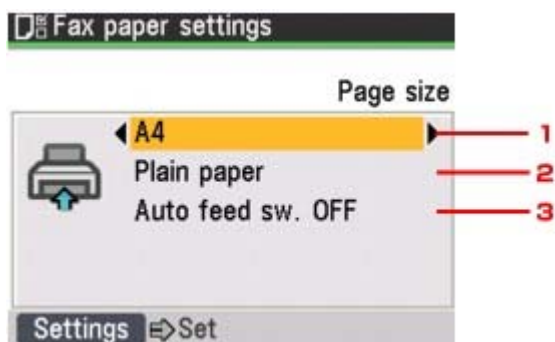 Fax paper settings
Page size
A4 1
Plain paper 2
Auto feed sw. OFF 3
Settings Set